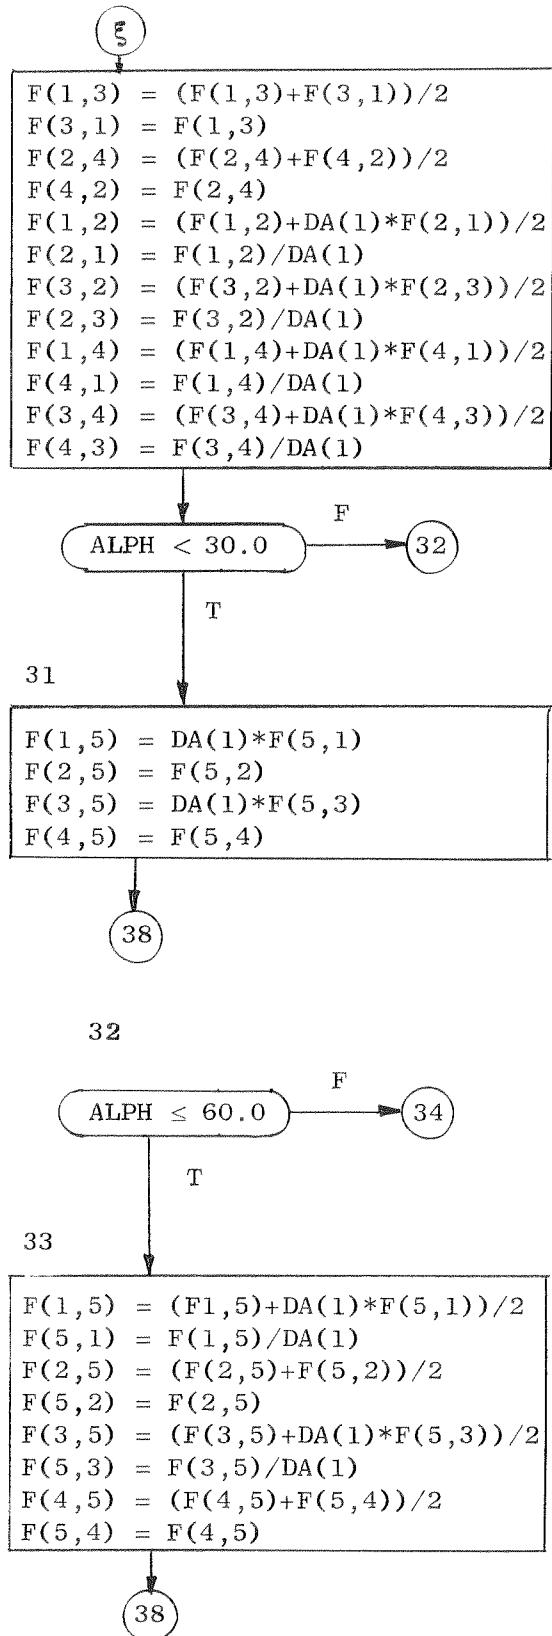 ξ
F(1,3) = (F(1,3)+F(3,1))/2
F(3,1) = F(1,3)
F(2,4) = (F(2,4)+F(4,2))/2
F(4,2) = F(2,4)
F(1,2) = (F(1,2)+DA(1)*F(2,1))/2
F(2,1) = F(1,2)/DA(1)
F(3,2) = (F(3,2)+DA(1)*F(2,3))/2
F(2,3) = F(3,2)/DA(1)
F(1,4) = (F(1,4)+DA(1)*F(4,1))/2
F(4,1) = F(1,4)/DA(1)
F(3,4) = (F(3,4)+DA(1)*F(4,3))/2
F(4,3) = F(3,4)/DA(1)
ALPH < 30.0 F 32
T
31
F(1,5) = DA(1)*F(5,1)
F(2,5) = F(5,2)
F(3,5) = DA(1)*F(5,3)
F(4,5) = F(5,4)
38
32
ALPH ≤ 60.0 F 34
T
33
F(1,5) = (F1,5)+DA(1)*F(5,1))/2
F(5,1) = F(1,5)/DA(1)
F(2,5) = (F(2,5)+F(5,2))/2
F(5,2) = F(2,5)
F(3,5) = (F(3,5)+DA(1)*F(5,3))/2
F(5,3) = F(3,5)/DA(1)
F(4,5) = (F(4,5)+F(5,4))/2
F(5,4) = F(4,5)
38